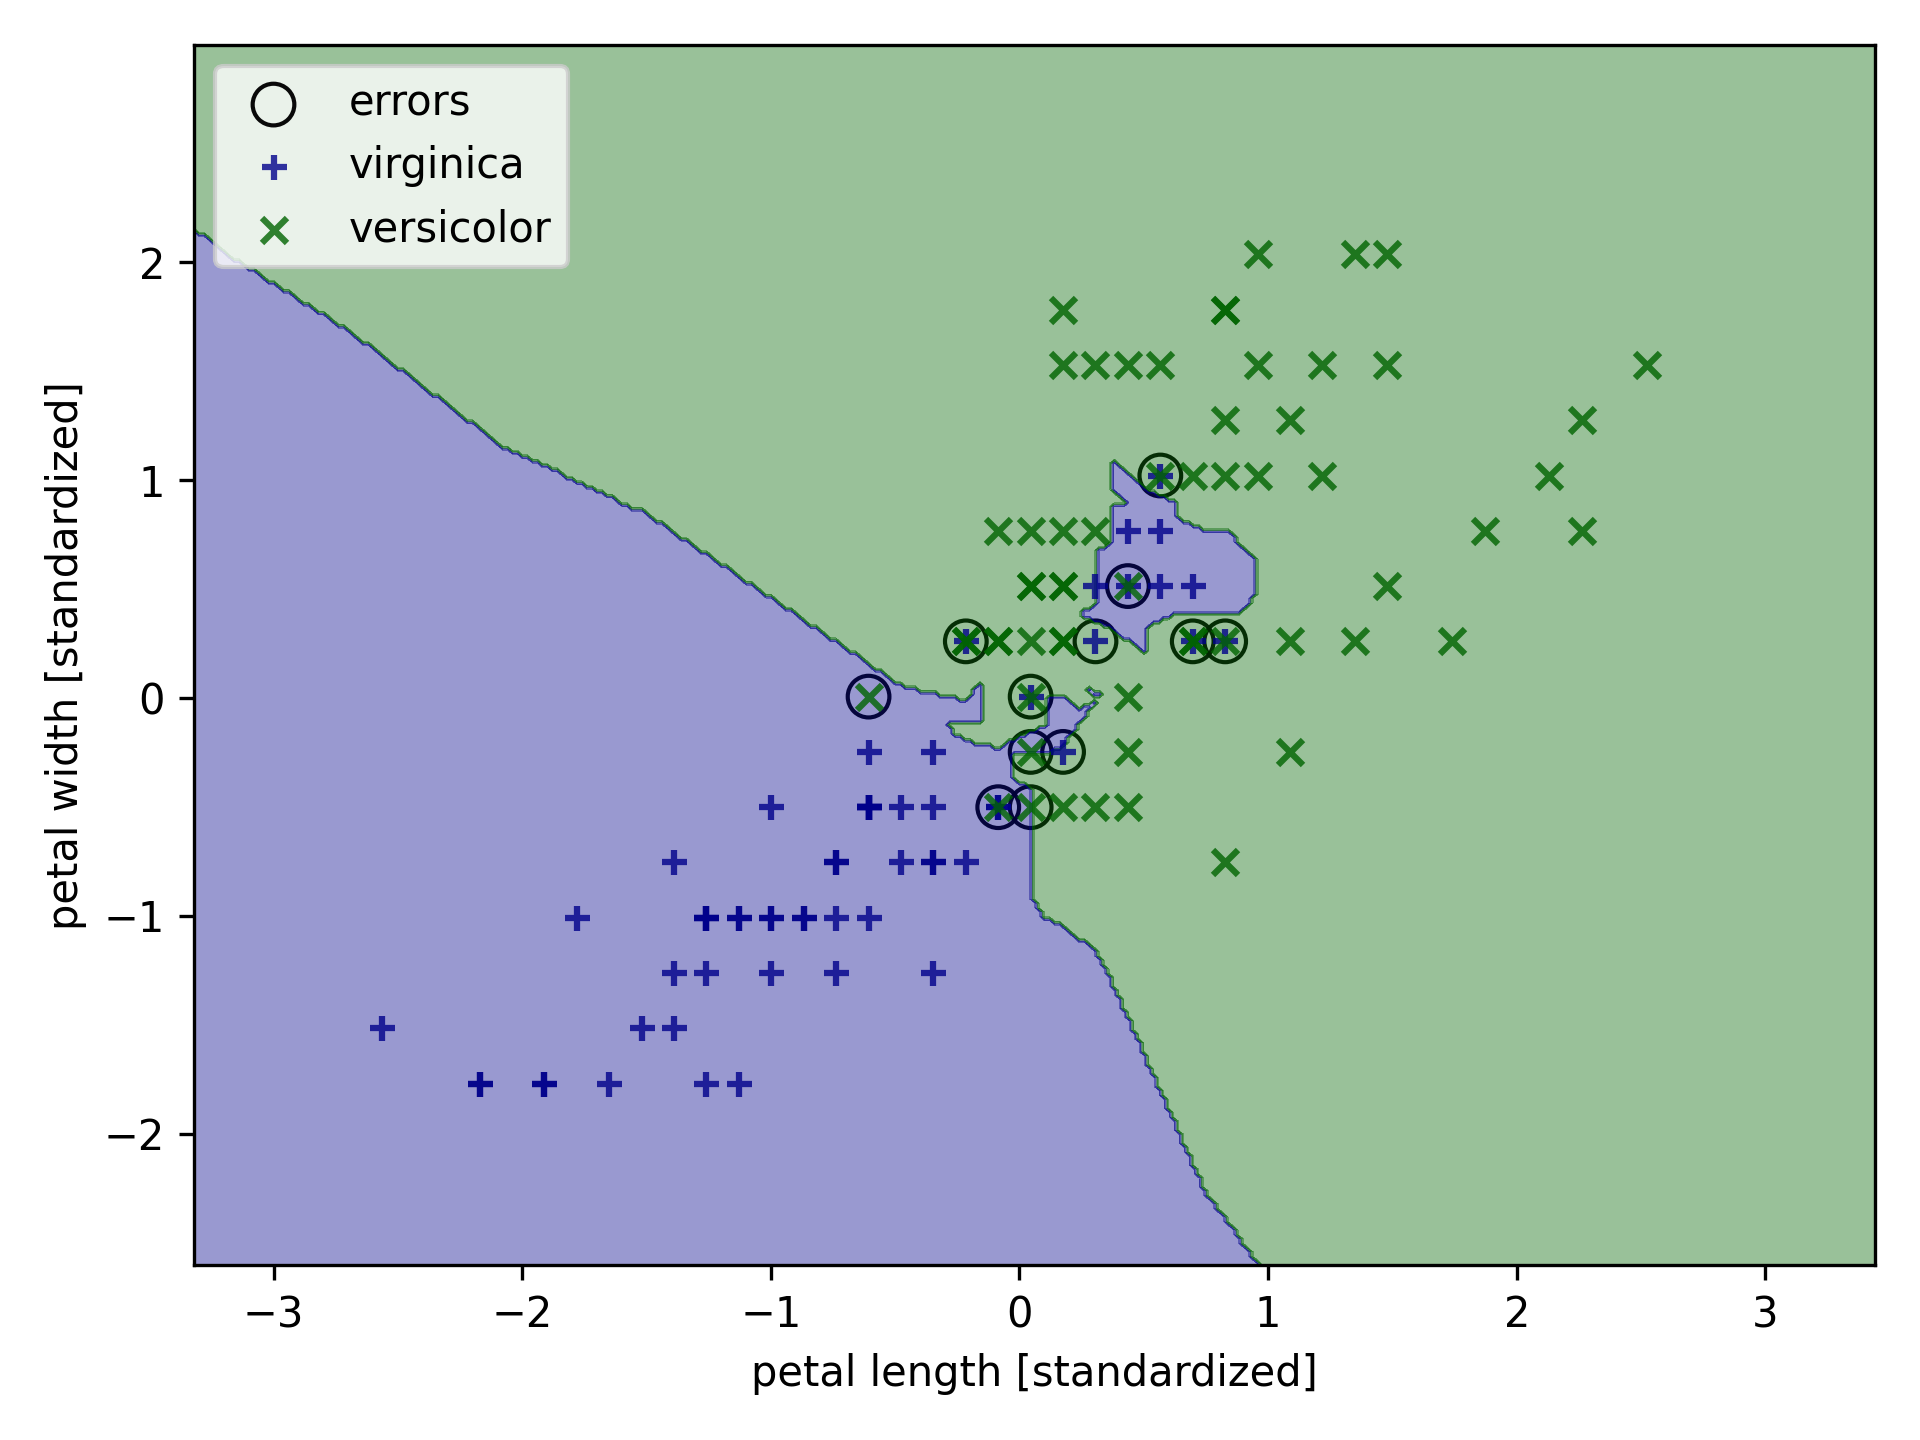 errors
virginica
versicolor
2
1
0
−1
−2
petal width [standardized]
−3 −2 −1 0 1 2 3
petal length [standardized]